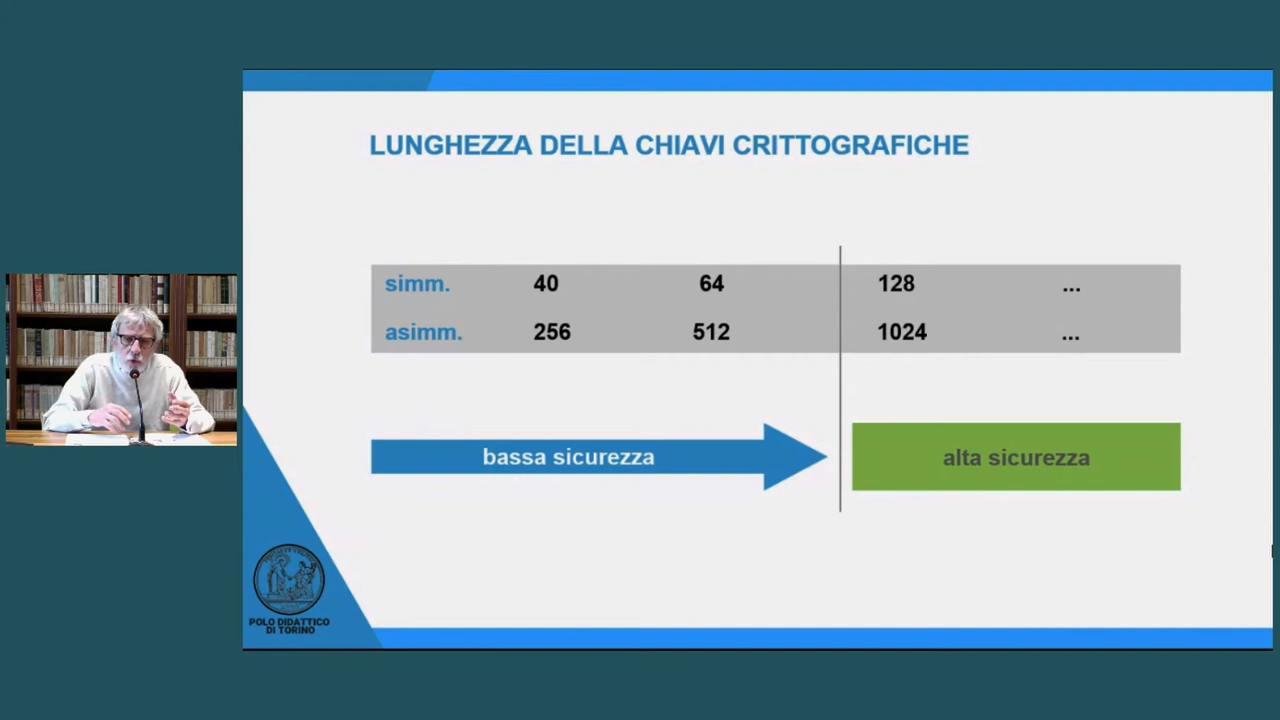 LUNGHEZZA DELLA CHIAVI CRITTOGRAFICHE
simm. 40 64 128 ...
asimm. 256 512 1024 ...
bassa sicurezza
alta sicurezza
POLO DIDATTICO
DI TORINO